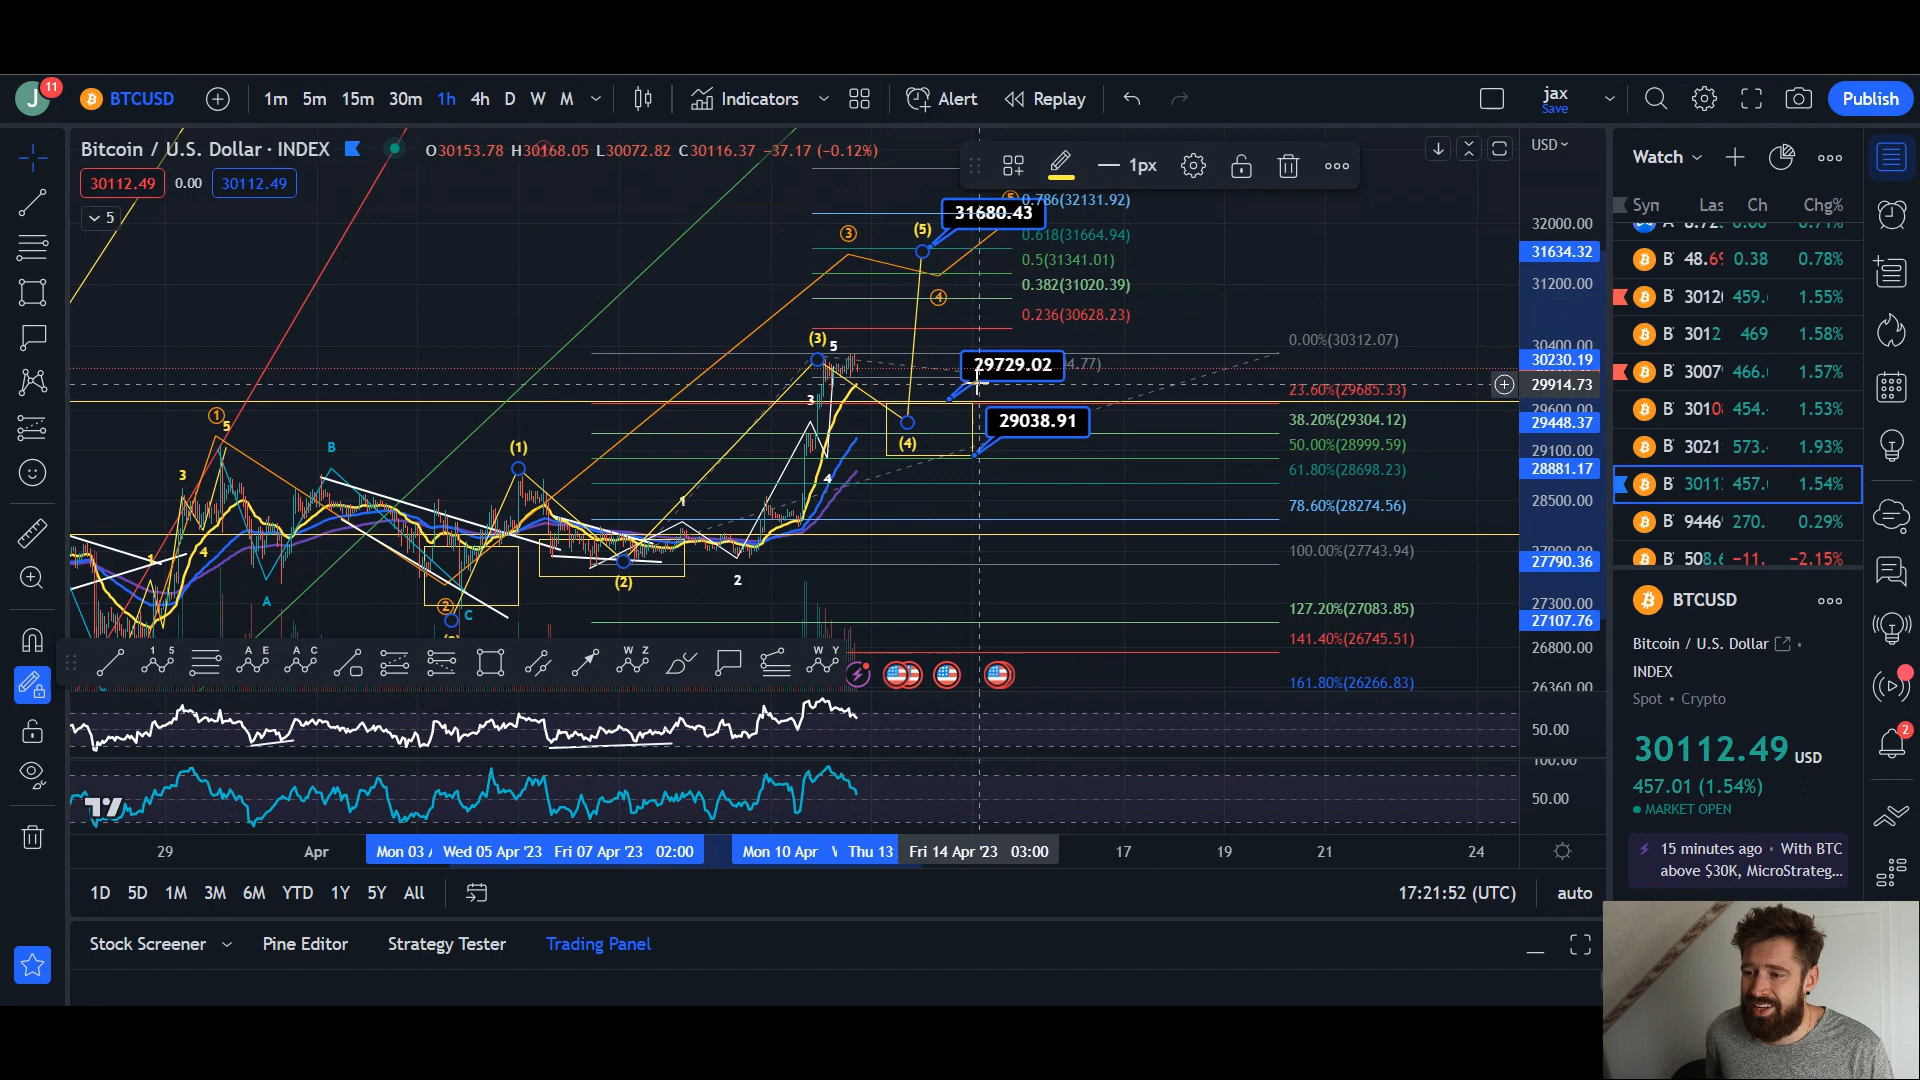 J 11 BTCUSD 1m 5m 15m 30m 1h 4h D W M Indicators Alert Replay jax Save Publish
Bitcoin / U.S. Dollar · INDEX O30153.78 H30168.05 L30072.82 C30116.37 −37.17 (−0.12%)
30112.49 0.00 30112.49
5
1px
USD
31680.43
29729.02
29038.91
0.786(32131.92)
0.618(31664.94)
0.5(31341.01)
0.382(31020.39)
0.236(30628.23)
0.00%(30312.07)
23.60%(29685.33)
38.20%(29304.12)
50.00%(28999.59)
61.80%(28698.23)
78.60%(28274.56)
100.00%(27743.94)
127.20%(27083.85)
141.40%(26745.51)
161.80%(26266.83)
(1)
(2)
(3)
(4)
(5)
1
2
3
4
5
A
B
C
32000.00
31634.32
31200.00
30400.00
30230.19
29914.73
29600.00
29448.37
29100.00
28881.17
28500.00
27790.36
27300.00
27107.76
26800.00
26360.00
50.00
100.00
50.00
29 Apr Mon 03 Wed 05 Apr '23 Fri 07 Apr '23 02:00 Mon 10 Apr Thu 13 Fri 14 Apr '23 03:00 17 19 21 24
1D 5D 1M 3M 6M YTD 1Y 5Y All 17:21:52 (UTC) auto
Stock Screener Pine Editor Strategy Tester Trading Panel
Watch
Syn Las Ch Chg%
B 48.69 0.38 0.78%
B 3012 459. 1.55%
B 3012 469 1.58%
B 3007 466. 1.57%
B 3010 454. 1.53%
B 3021 573. 1.93%
B 3011 457. 1.54%
B 9446 270. 0.29%
B 508. −11. −2.15%
BTCUSD
Bitcoin / U.S. Dollar
INDEX
Spot • Crypto
30112.49 USD
457.01 (1.54%)
MARKET OPEN
15 minutes ago • With BTC
above $30K, MicroStrateg...
2